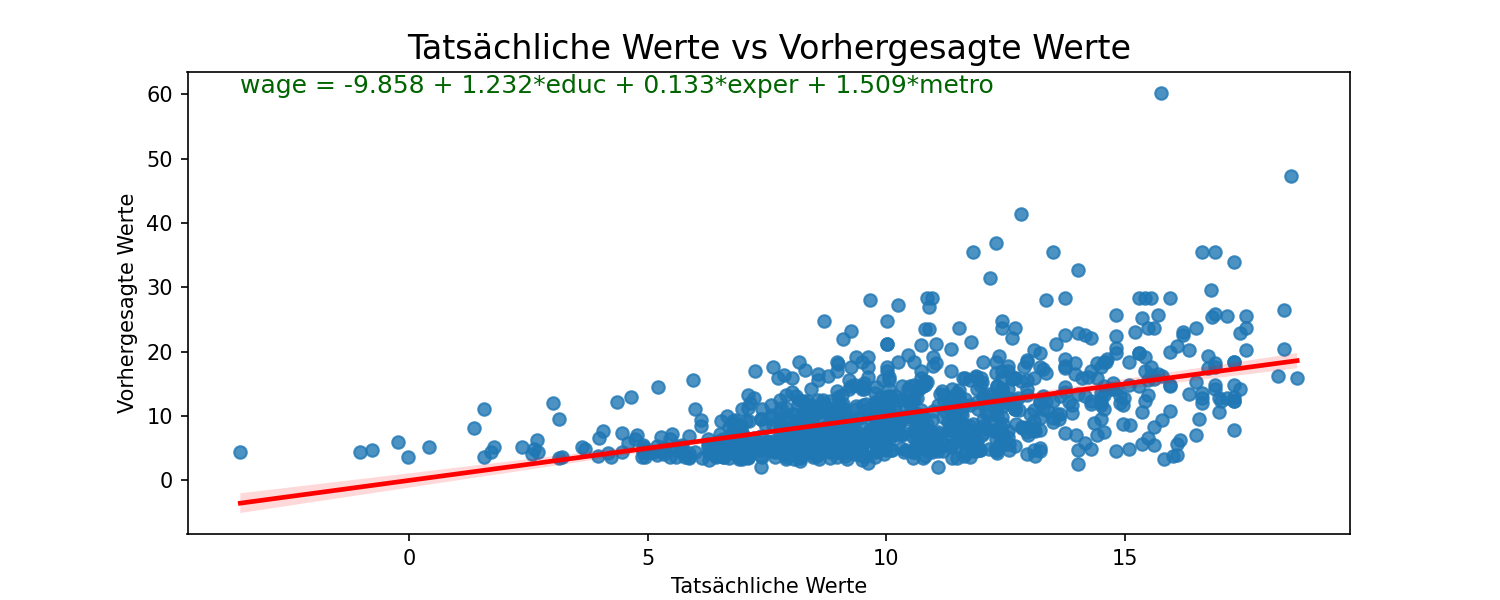 Tatsächliche Werte vs Vorhergesagte Werte
wage = -9.858 + 1.232*educ + 0.133*exper + 1.509*metro
60
50
40
30
20
10
0
Vorhergesagte Werte
0 5 10 15
Tatsächliche Werte